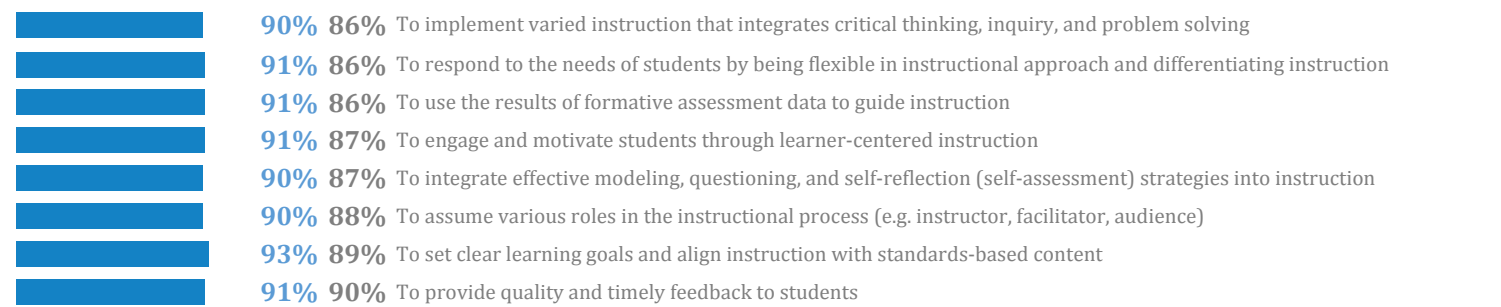 90% 86% To implement varied instruction that integrates critical thinking, inquiry, and problem solving
91% 86% To respond to the needs of students by being flexible in instructional approach and differentiating instruction
91% 86% To use the results of formative assessment data to guide instruction
91% 87% To engage and motivate students through learner-centered instruction
90% 87% To integrate effective modeling, questioning, and self-reflection (self-assessment) strategies into instruction
90% 88% To assume various roles in the instructional process (e.g. instructor, facilitator, audience)
93% 89% To set clear learning goals and align instruction with standards-based content
91% 90% To provide quality and timely feedback to students